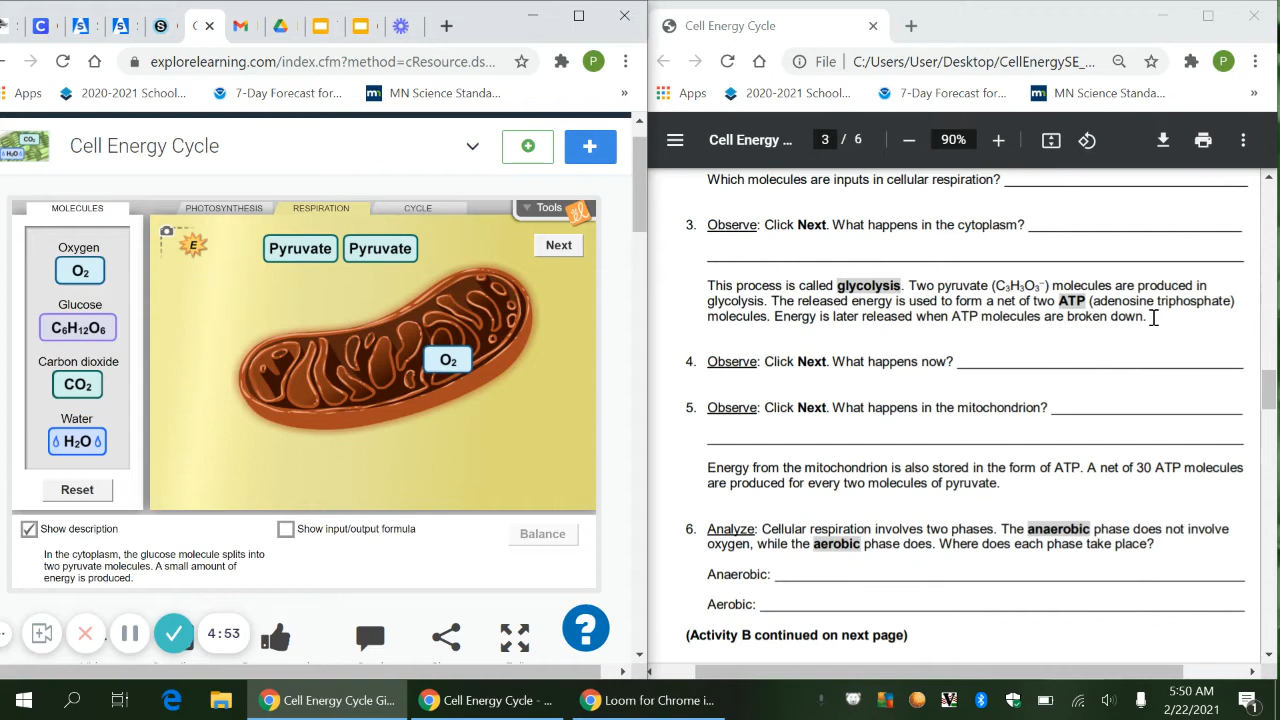 Cell Energy Cycle
explorelearning.com/index.cfm?method=cResource.ds...
File C:/Users/User/Desktop/CellEnergySE_...
P
P
Apps 2020-2021 School... 7-Day Forecast for... MN Science Standa... »
Apps 2020-2021 School... 7-Day Forecast for... MN Science Standa... »
Cell Energy Cycle
Cell Energy ... 3 / 6 90%
MOLECULES
PHOTOSYNTHESIS RESPIRATION CYCLE
Tools
Oxygen
O₂
Glucose
C₆H₁₂O₆
Carbon dioxide
CO₂
Water
H₂O
Reset
E
Pyruvate Pyruvate
Next
O₂
Show description
Show input/output formula
Balance
In the cytoplasm, the glucose molecule splits into
two pyruvate molecules. A small amount of
energy is produced.
4:53
?
Which molecules are inputs in cellular respiration?
3. Observe: Click Next. What happens in the cytoplasm?
This process is called glycolysis. Two pyruvate (C₃H₃O₃⁻) molecules are produced in
glycolysis. The released energy is used to form a net of two ATP (adenosine triphosphate)
molecules. Energy is later released when ATP molecules are broken down.
4. Observe: Click Next. What happens now?
5. Observe: Click Next. What happens in the mitochondrion?
Energy from the mitochondrion is also stored in the form of ATP. A net of 30 ATP molecules
are produced for every two molecules of pyruvate.
6. Analyze: Cellular respiration involves two phases. The anaerobic phase does not involve
oxygen, while the aerobic phase does. Where does each phase take place?
Anaerobic:
Aerobic:
(Activity B continued on next page)
Cell Energy Cycle Gi...
Cell Energy Cycle - ...
Loom for Chrome i...
5:50 AM
2/22/2021